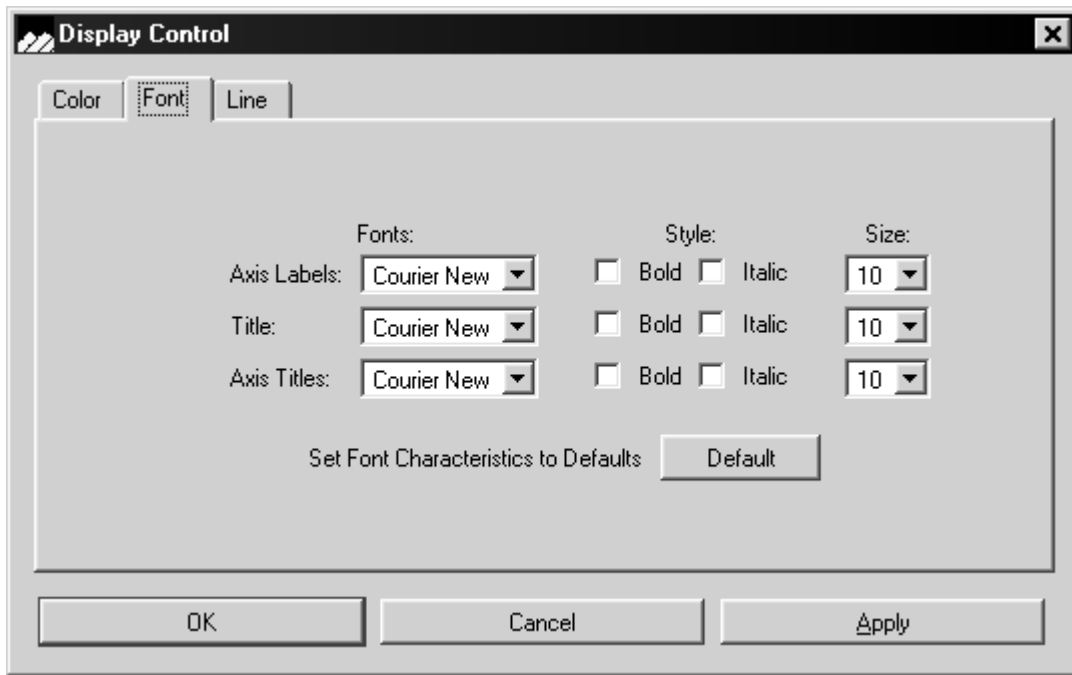 Display Control
Color Font Line
Fonts: Style: Size:
Axis Labels: Courier New Bold Italic 10
Title: Courier New Bold Italic 10
Axis Titles: Courier New Bold Italic 10
Set Font Characteristics to Defaults Default
OK Cancel Apply